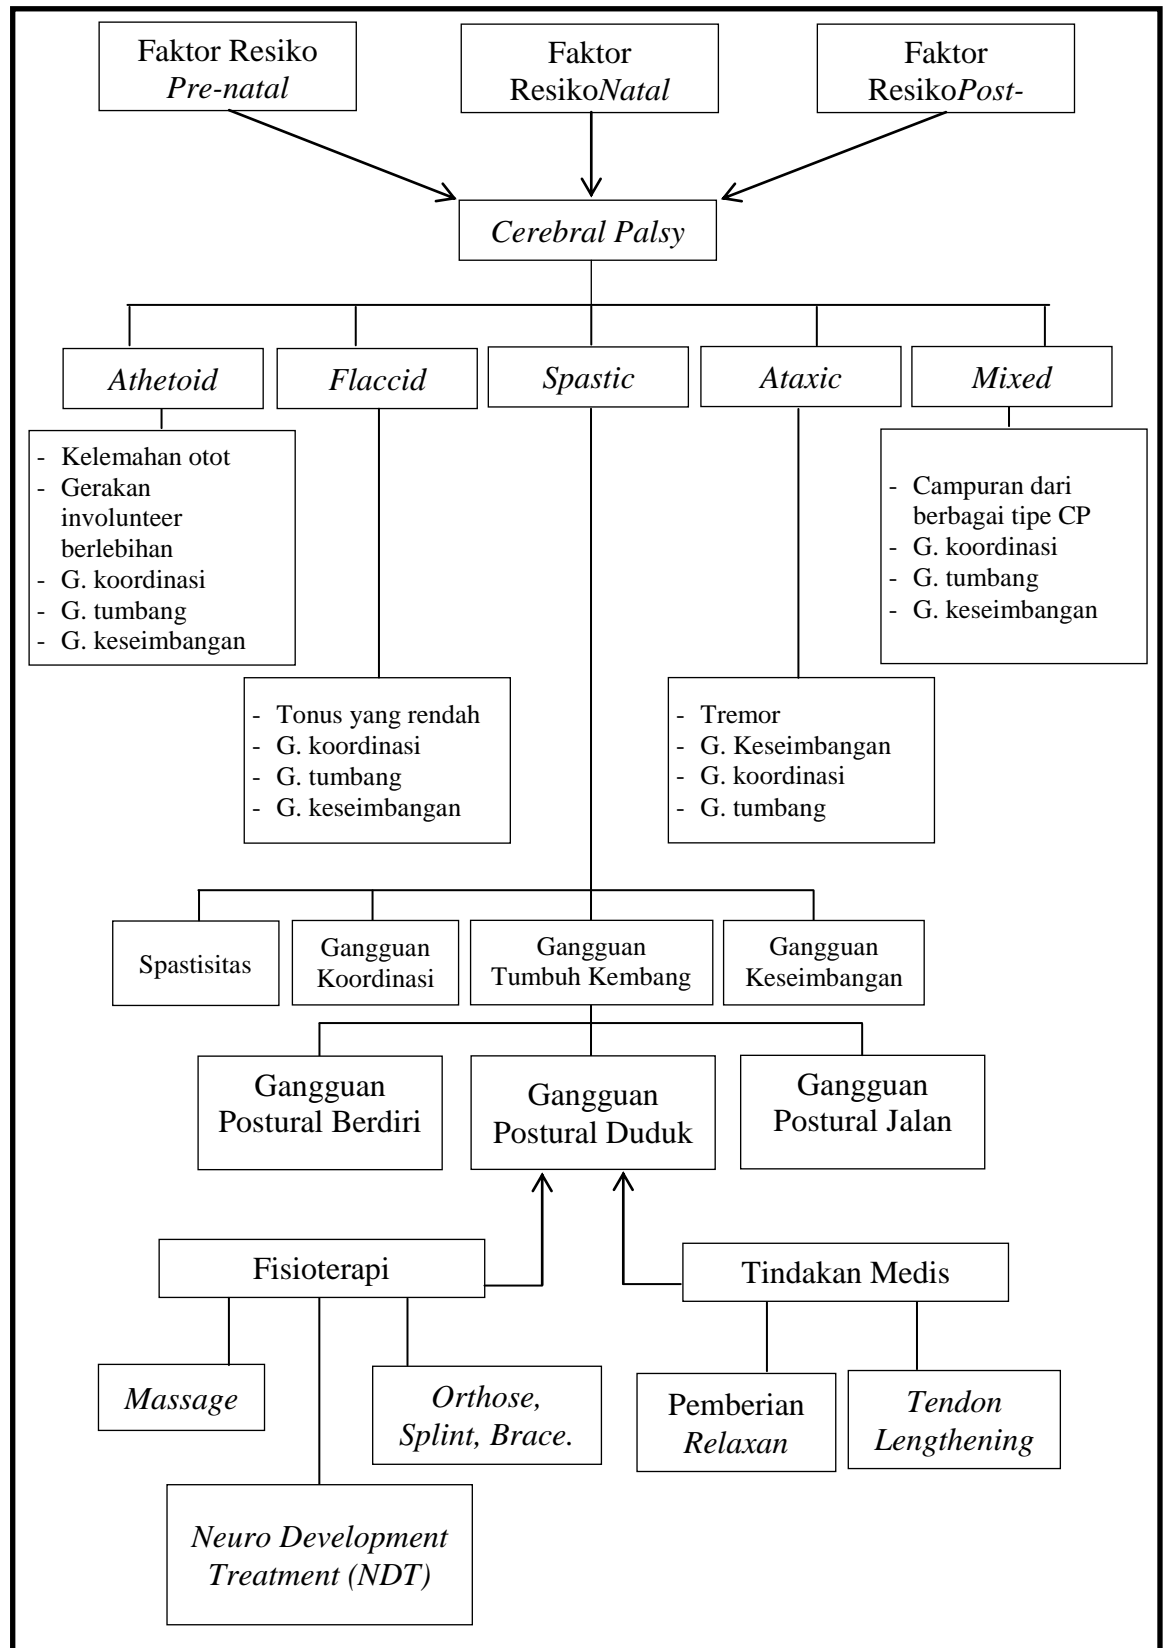 Faktor Resiko
Pre-natal
Faktor
ResikoNatal
Faktor
ResikoPost-
Cerebral Palsy
Athetoid
Flaccid
Spastic
Ataxic
Mixed
- Kelemahan otot
- Gerakan
involunteer
berlebihan
- G. koordinasi
- G. tumbang
- G. keseimbangan
- Campuran dari
berbagai tipe CP
- G. koordinasi
- G. tumbang
- G. keseimbangan
- Tonus yang rendah
- G. koordinasi
- G. tumbang
- G. keseimbangan
- Tremor
- G. Keseimbangan
- G. koordinasi
- G. tumbang
Spastisitas
Gangguan
Koordinasi
Gangguan
Tumbuh Kembang
Gangguan
Keseimbangan
Gangguan
Postural Berdiri
Gangguan
Postural Duduk
Gangguan
Postural Jalan
Fisioterapi
Tindakan Medis
Massage
Orthose,
Splint, Brace.
Pemberian
Relaxan
Tendon
Lengthening
Neuro Development
Treatment (NDT)